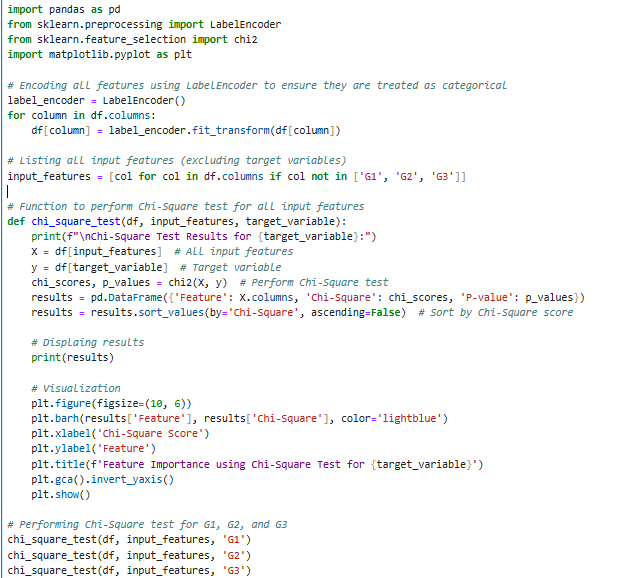 import pandas as pd
from sklearn.preprocessing import LabelEncoder
from sklearn.feature_selection import chi2
import matplotlib.pyplot as plt

# Encoding all features using LabelEncoder to ensure they are treated as categorical
label_encoder = LabelEncoder()
for column in df.columns:
    df[column] = label_encoder.fit_transform(df[column])

# Listing all input features (excluding target variables)
input_features = [col for col in df.columns if col not in ['G1', 'G2', 'G3']]

# Function to perform Chi-Square test for all input features
def chi_square_test(df, input_features, target_variable):
    print(f"\nChi-Square Test Results for {target_variable}:")
    X = df[input_features]  # All input features
    y = df[target_variable]  # Target variable
    chi_scores, p_values = chi2(X, y)  # Perform Chi-Square test
    results = pd.DataFrame({'Feature': X.columns, 'Chi-Square': chi_scores, 'P-value': p_values})
    results = results.sort_values(by='Chi-Square', ascending=False)  # Sort by Chi-Square score

    # Displaing results
    print(results)

    # Visualization
    plt.figure(figsize=(10, 6))
    plt.barh(results['Feature'], results['Chi-Square'], color='lightblue')
    plt.xlabel('Chi-Square Score')
    plt.ylabel('Feature')
    plt.title(f'Feature Importance using Chi-Square Test for {target_variable}')
    plt.gca().invert_yaxis()
    plt.show()

# Performing Chi-Square test for G1, G2, and G3
chi_square_test(df, input_features, 'G1')
chi_square_test(df, input_features, 'G2')
chi_square_test(df, input_features, 'G3')